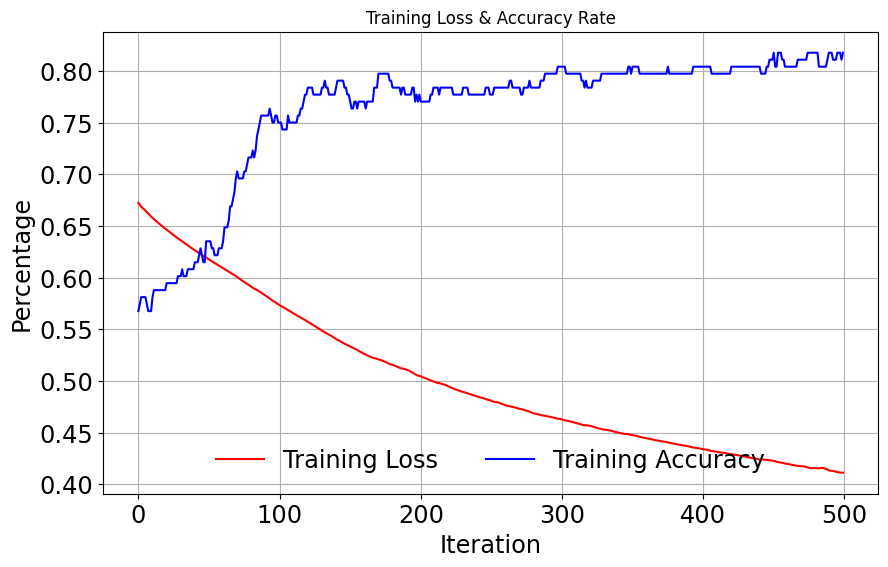 Training Loss & Accuracy Rate
Percentage
0.80
0.75
0.70
0.65
0.60
0.55
0.50
0.45
0.40
Training Loss Training Accuracy
0 100 200 300 400 500
Iteration